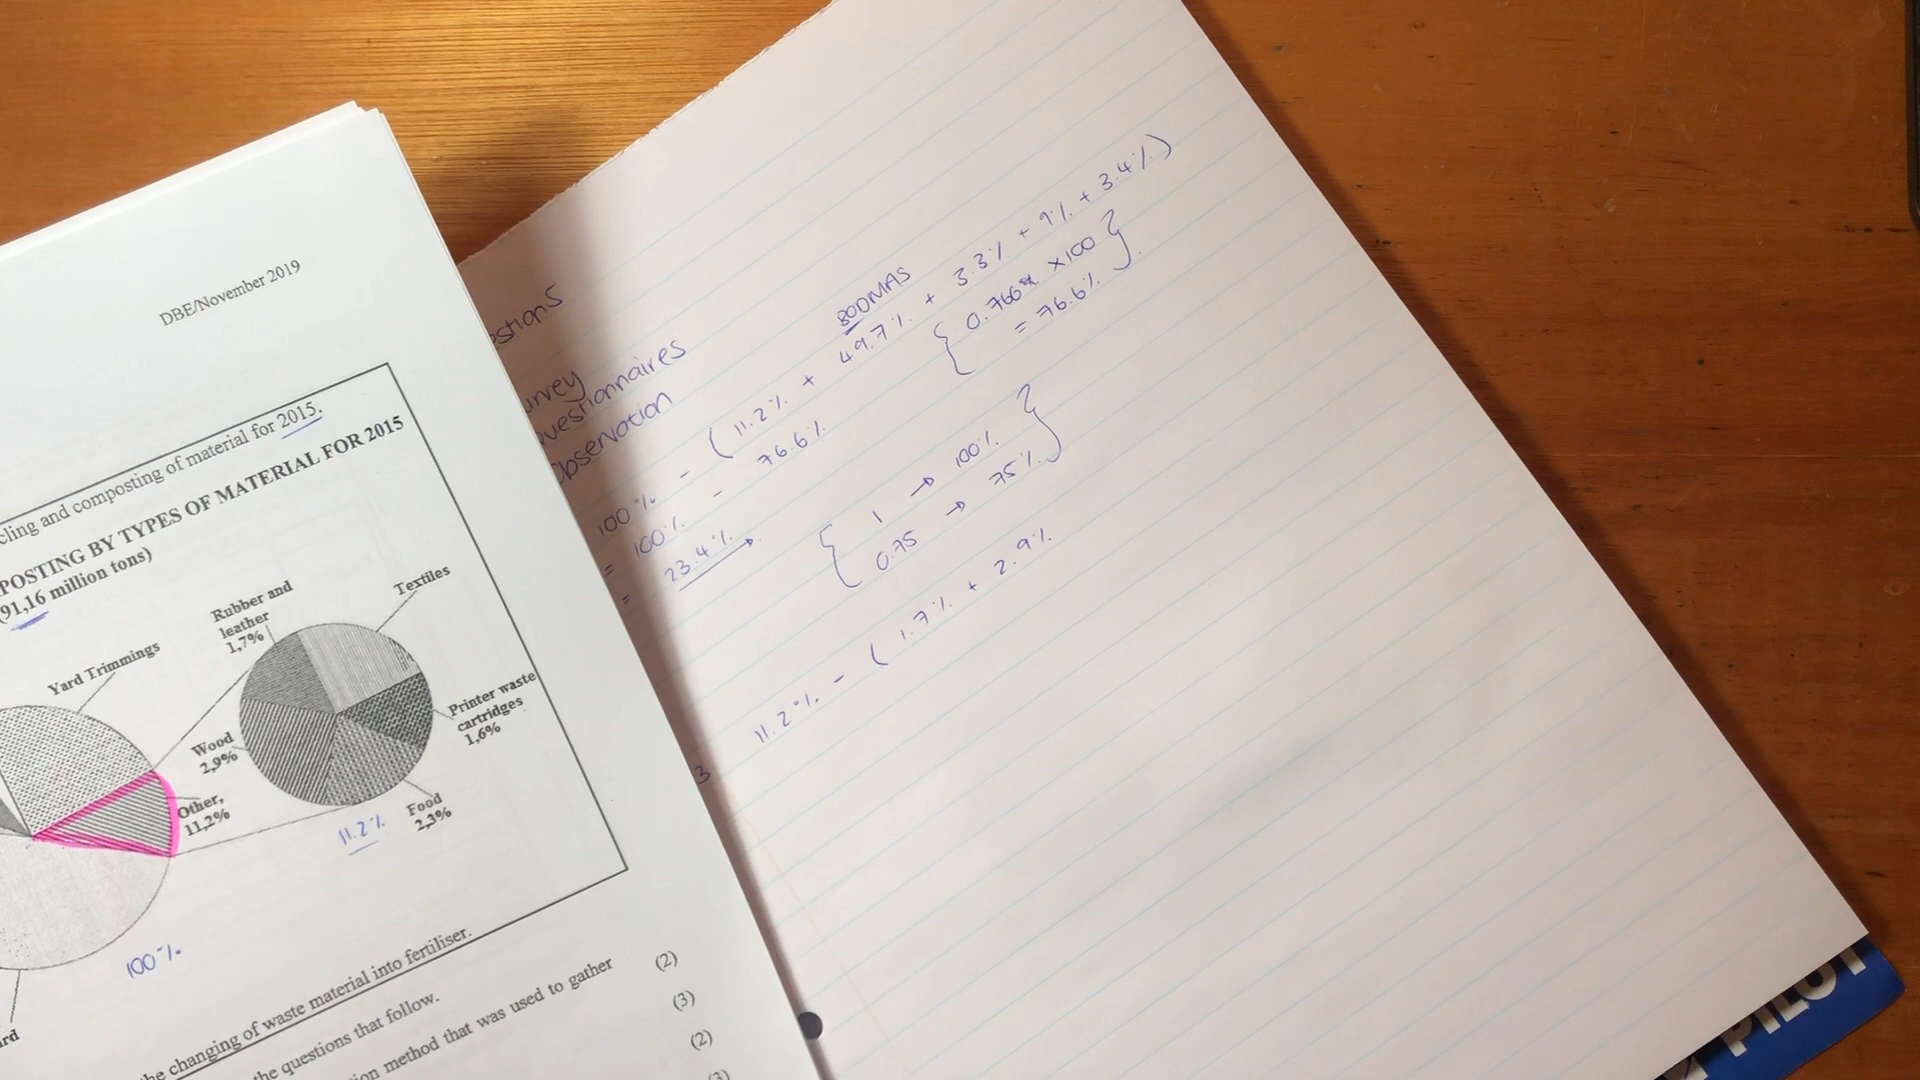 DBE/November 2019
cling and composting of material for 2015.
POSTING BY TYPES OF MATERIAL FOR 2015
(91,16 million tons)
Yard Trimmings
Rubber and
leather
1,7%
Textiles
Wood
2,9%
Printer waste
cartridges
1,6%
Other,
11,2%
Food
2,3%
11.2%
100%
the changing of waste material into fertiliser.
the questions that follow.
(2)
ion method that was used to gather
(3)
(2)
(3)
estions
urvey
uestionnaires
bservation
BODMAS
100% - (11.2% + 49.7% + 3.3% + 9% + 3.4%)
= 100% - 76.6%
{ 0.766 x100 }
= 76.6%
= 23.4%
{ 1 → 100% }
0.75 → 75%
3
11.2% - ( 1.7% + 2.9%
PILOT